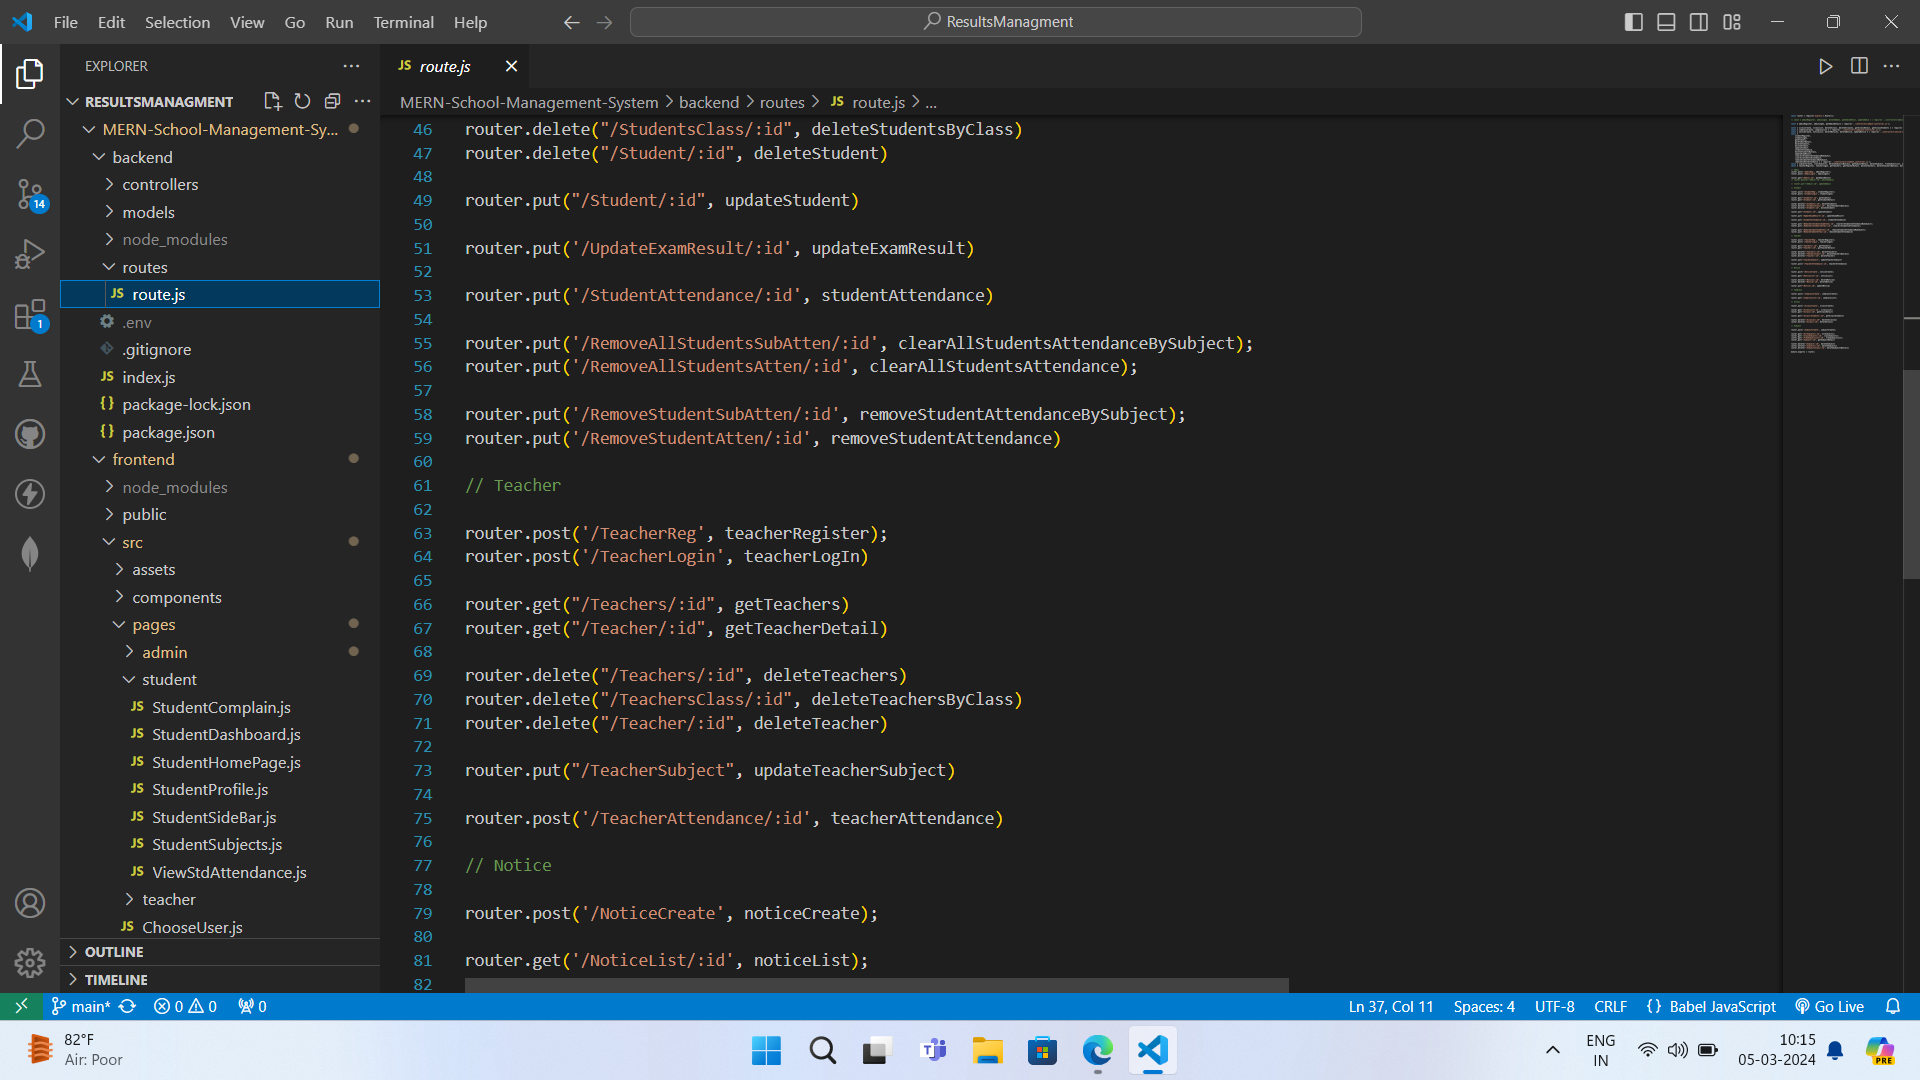 File Edit Selection View Go Run Terminal Help
ResultsManagment
EXPLORER
RESULTSMANAGMENT
MERN-School-Management-Sy...
backend
controllers
models
node_modules
routes
JS route.js
.env
.gitignore
JS index.js
{} package-lock.json
{} package.json
frontend
node_modules
public
src
assets
components
pages
admin
student
JS StudentComplain.js
JS StudentDashboard.js
JS StudentHomePage.js
JS StudentProfile.js
JS StudentSideBar.js
JS StudentSubjects.js
JS ViewStdAttendance.js
teacher
JS ChooseUser.js
OUTLINE
TIMELINE
14
1
JS route.js
MERN-School-Management-System > backend > routes > JS route.js > ...
46 router.delete("/StudentsClass/:id", deleteStudentsByClass)
47 router.delete("/Student/:id", deleteStudent)
48
49 router.put("/Student/:id", updateStudent)
50
51 router.put('/UpdateExamResult/:id', updateExamResult)
52
53 router.put('/StudentAttendance/:id', studentAttendance)
54
55 router.put('/RemoveAllStudentsSubAtten/:id', clearAllStudentsAttendanceBySubject);
56 router.put('/RemoveAllStudentsAtten/:id', clearAllStudentsAttendance);
57
58 router.put('/RemoveStudentSubAtten/:id', removeStudentAttendanceBySubject);
59 router.put('/RemoveStudentAtten/:id', removeStudentAttendance)
60
61 // Teacher
62
63 router.post('/TeacherReg', teacherRegister);
64 router.post('/TeacherLogin', teacherLogIn)
65
66 router.get("/Teachers/:id", getTeachers)
67 router.get("/Teacher/:id", getTeacherDetail)
68
69 router.delete("/Teachers/:id", deleteTeachers)
70 router.delete("/TeachersClass/:id", deleteTeachersByClass)
71 router.delete("/Teacher/:id", deleteTeacher)
72
73 router.put("/TeacherSubject", updateTeacherSubject)
74
75 router.post('/TeacherAttendance/:id', teacherAttendance)
76
77 // Notice
78
79 router.post('/NoticeCreate', noticeCreate);
80
81 router.get('/NoticeList/:id', noticeList);
82
main* 0 0 0
Ln 37, Col 11 Spaces: 4 UTF-8 CRLF {} Babel JavaScript Go Live
82°F
Air: Poor
ENG
IN
10:15
05-03-2024
PRE